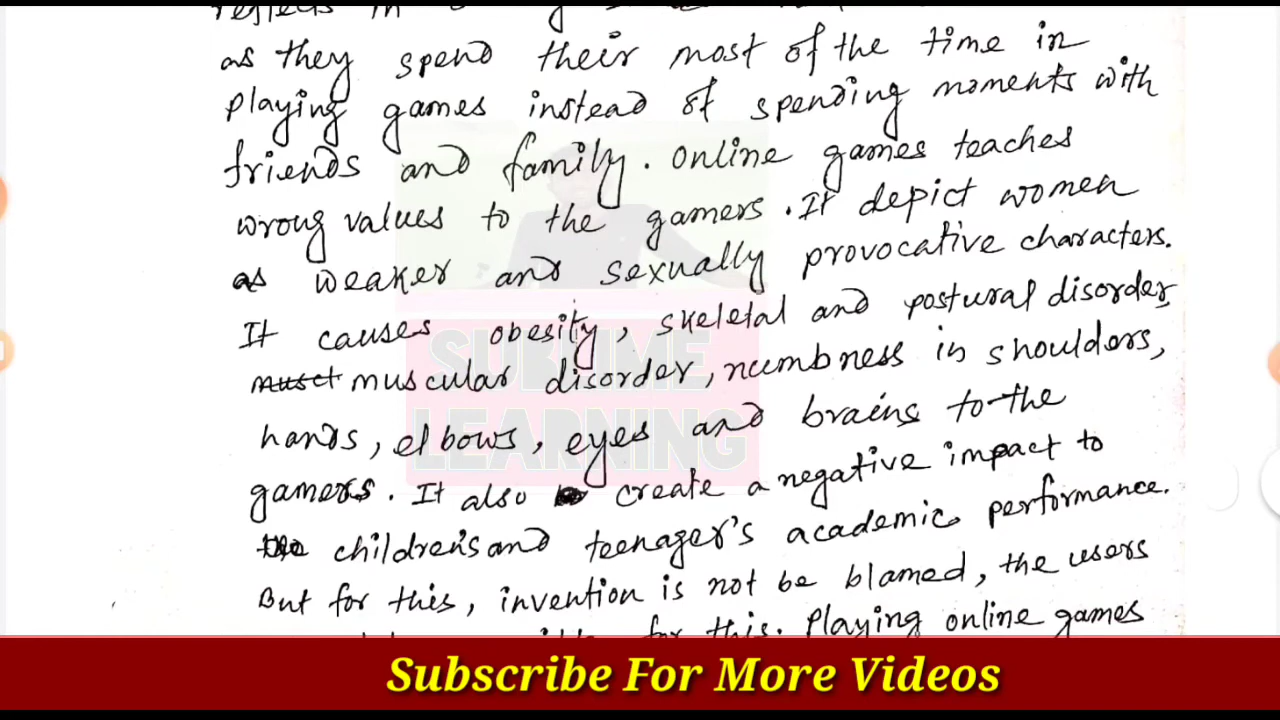 reflects in
as they spend their most of the time in
playing games instead of spending moments with
friends and family. Online games teaches
wrong values to the gamers. It depict women
as weaker and sexually provocative characters.
It causes obesity, skeletal and postural disorder,
muscular disorder, numbness in shoulders,
hands, elbows, eyes and brains to the
gamers. It also create a negative impact to
children's and teenager's academic performance.
But for this, invention is not be blamed, the users
for this. Playing online games
SUBLIME
LEARNING
Subscribe For More Videos